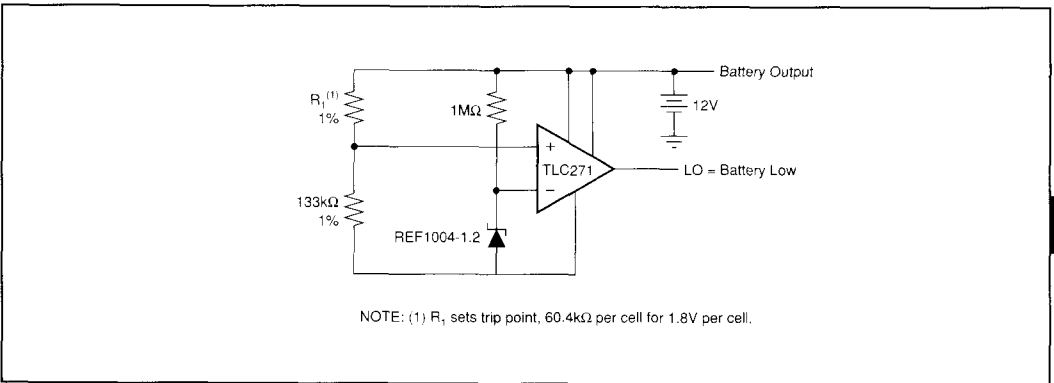 Battery Output
R₁⁽¹⁾
1%
1MΩ
12V
+
TLC271
−
LO = Battery Low
133kΩ
1%
REF1004-1.2
NOTE: (1) R₁ sets trip point, 60.4kΩ per cell for 1.8V per cell.